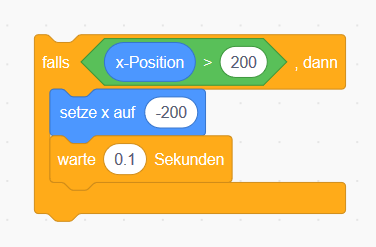 falls x-Position > 200 , dann
setze x auf -200
warte 0.1 Sekunden